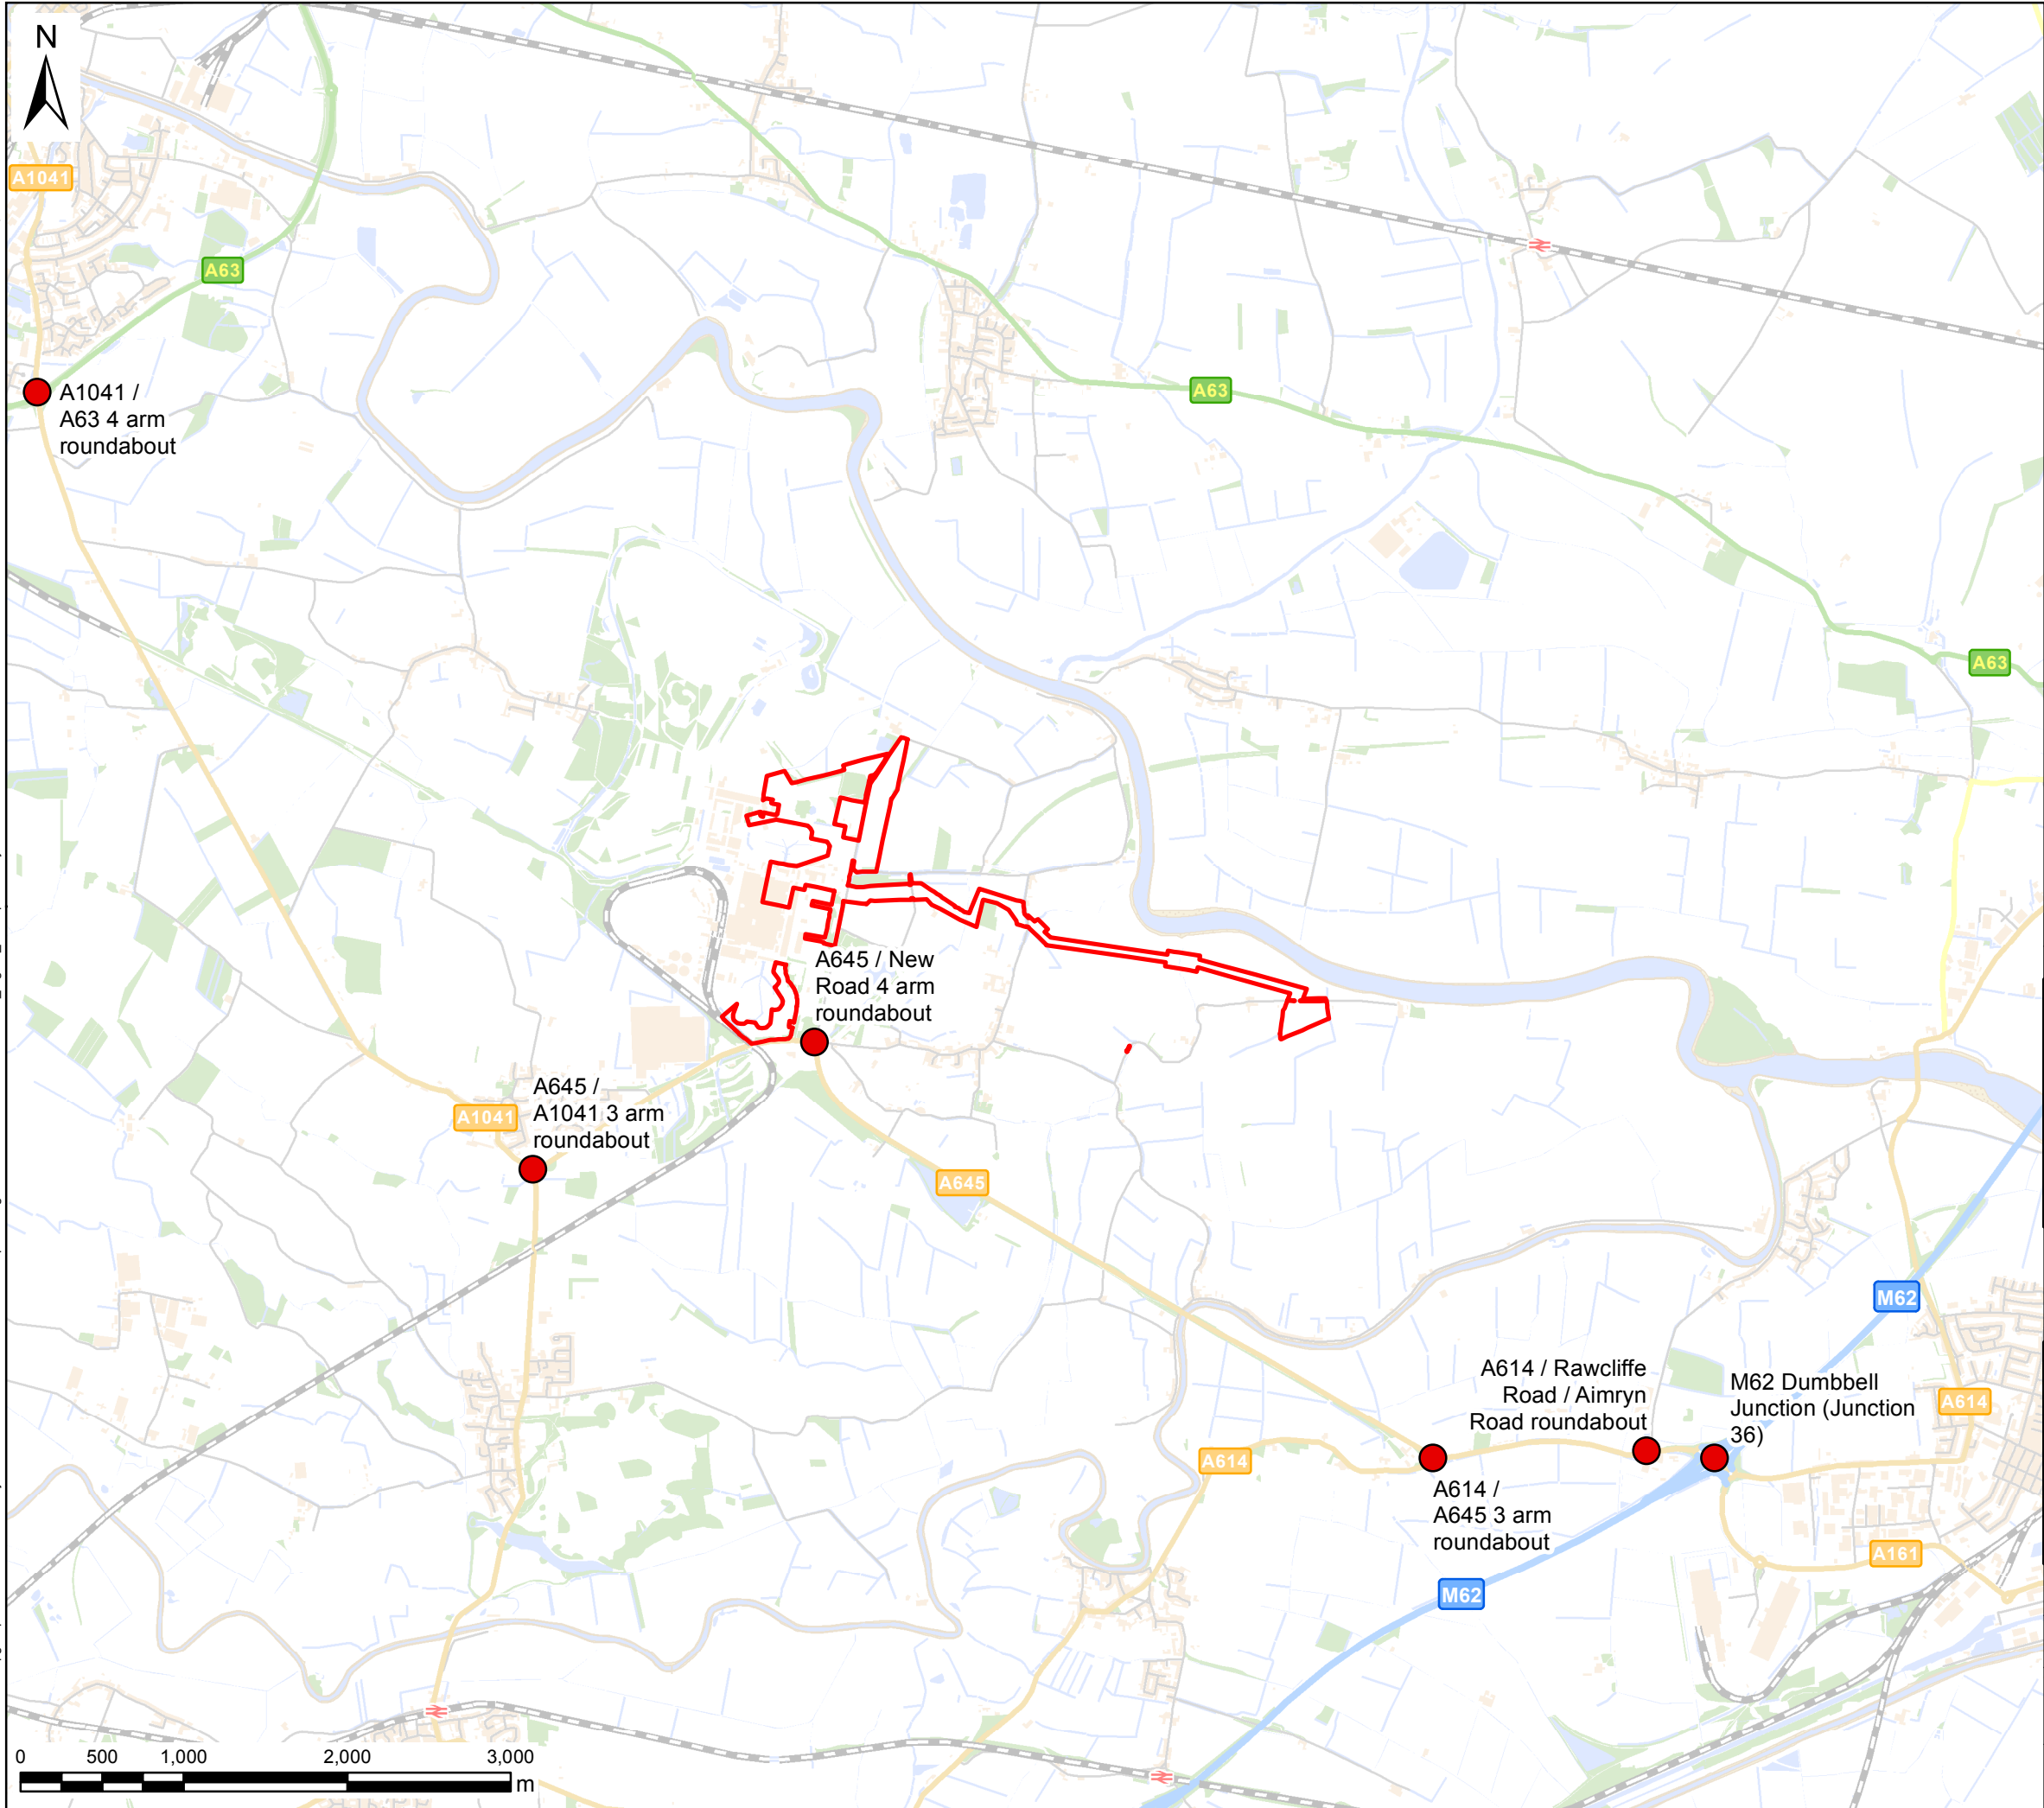 N
A1041
A63
A1041 /
A63 4 arm
roundabout
A63
A63
A645 / New
Road 4 arm
roundabout
A645 /
A1041 3 arm
roundabout
A1041
A645
M62
A614 / Rawcliffe
Road / Aimryn
Road roundabout
M62 Dumbbell
Junction (Junction
36)
A614
A614
A614 /
A645 3 arm
roundabout
A161
M62
0 500 1,000 2,000 3,000
m